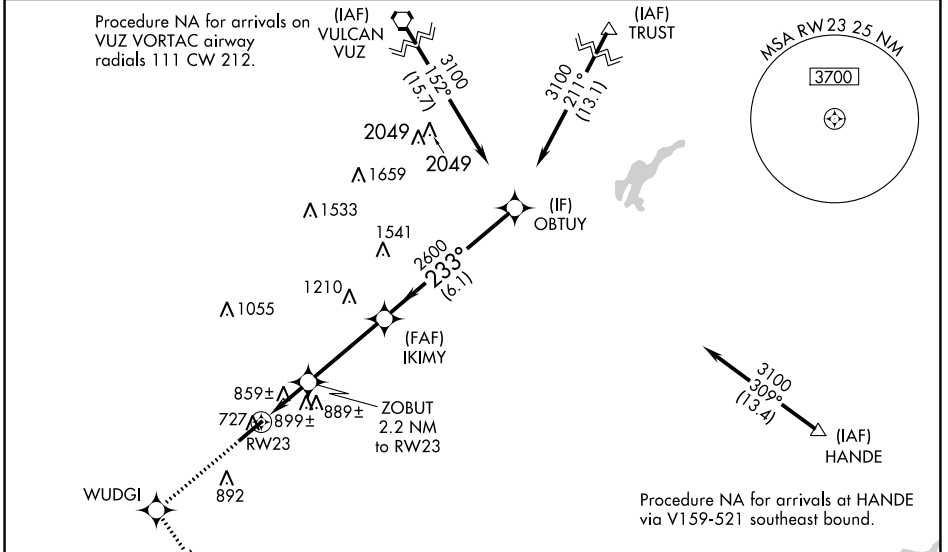 Procedure NA for arrivals on
VUZ VORTAC airway
radials 111 CW 212.
(IAF)
VULCAN
VUZ
(IAF)
TRUST
MSA RW 23 25 NM
3700
3100
152°
(15.7)
3100
211°
(13.1)
2049
2049
1659
1533
(IF)
OBTUY
1541
2600
233°
(6.1)
1210
1055
(FAF)
IKIMY
3100
309°
(13.4)
859±
899±
889±
727
RW23
ZOBUT
2.2 NM
to RW23
(IAF)
HANDE
892
WUDGI
Procedure NA for arrivals at HANDE
via V159-521 southeast bound.